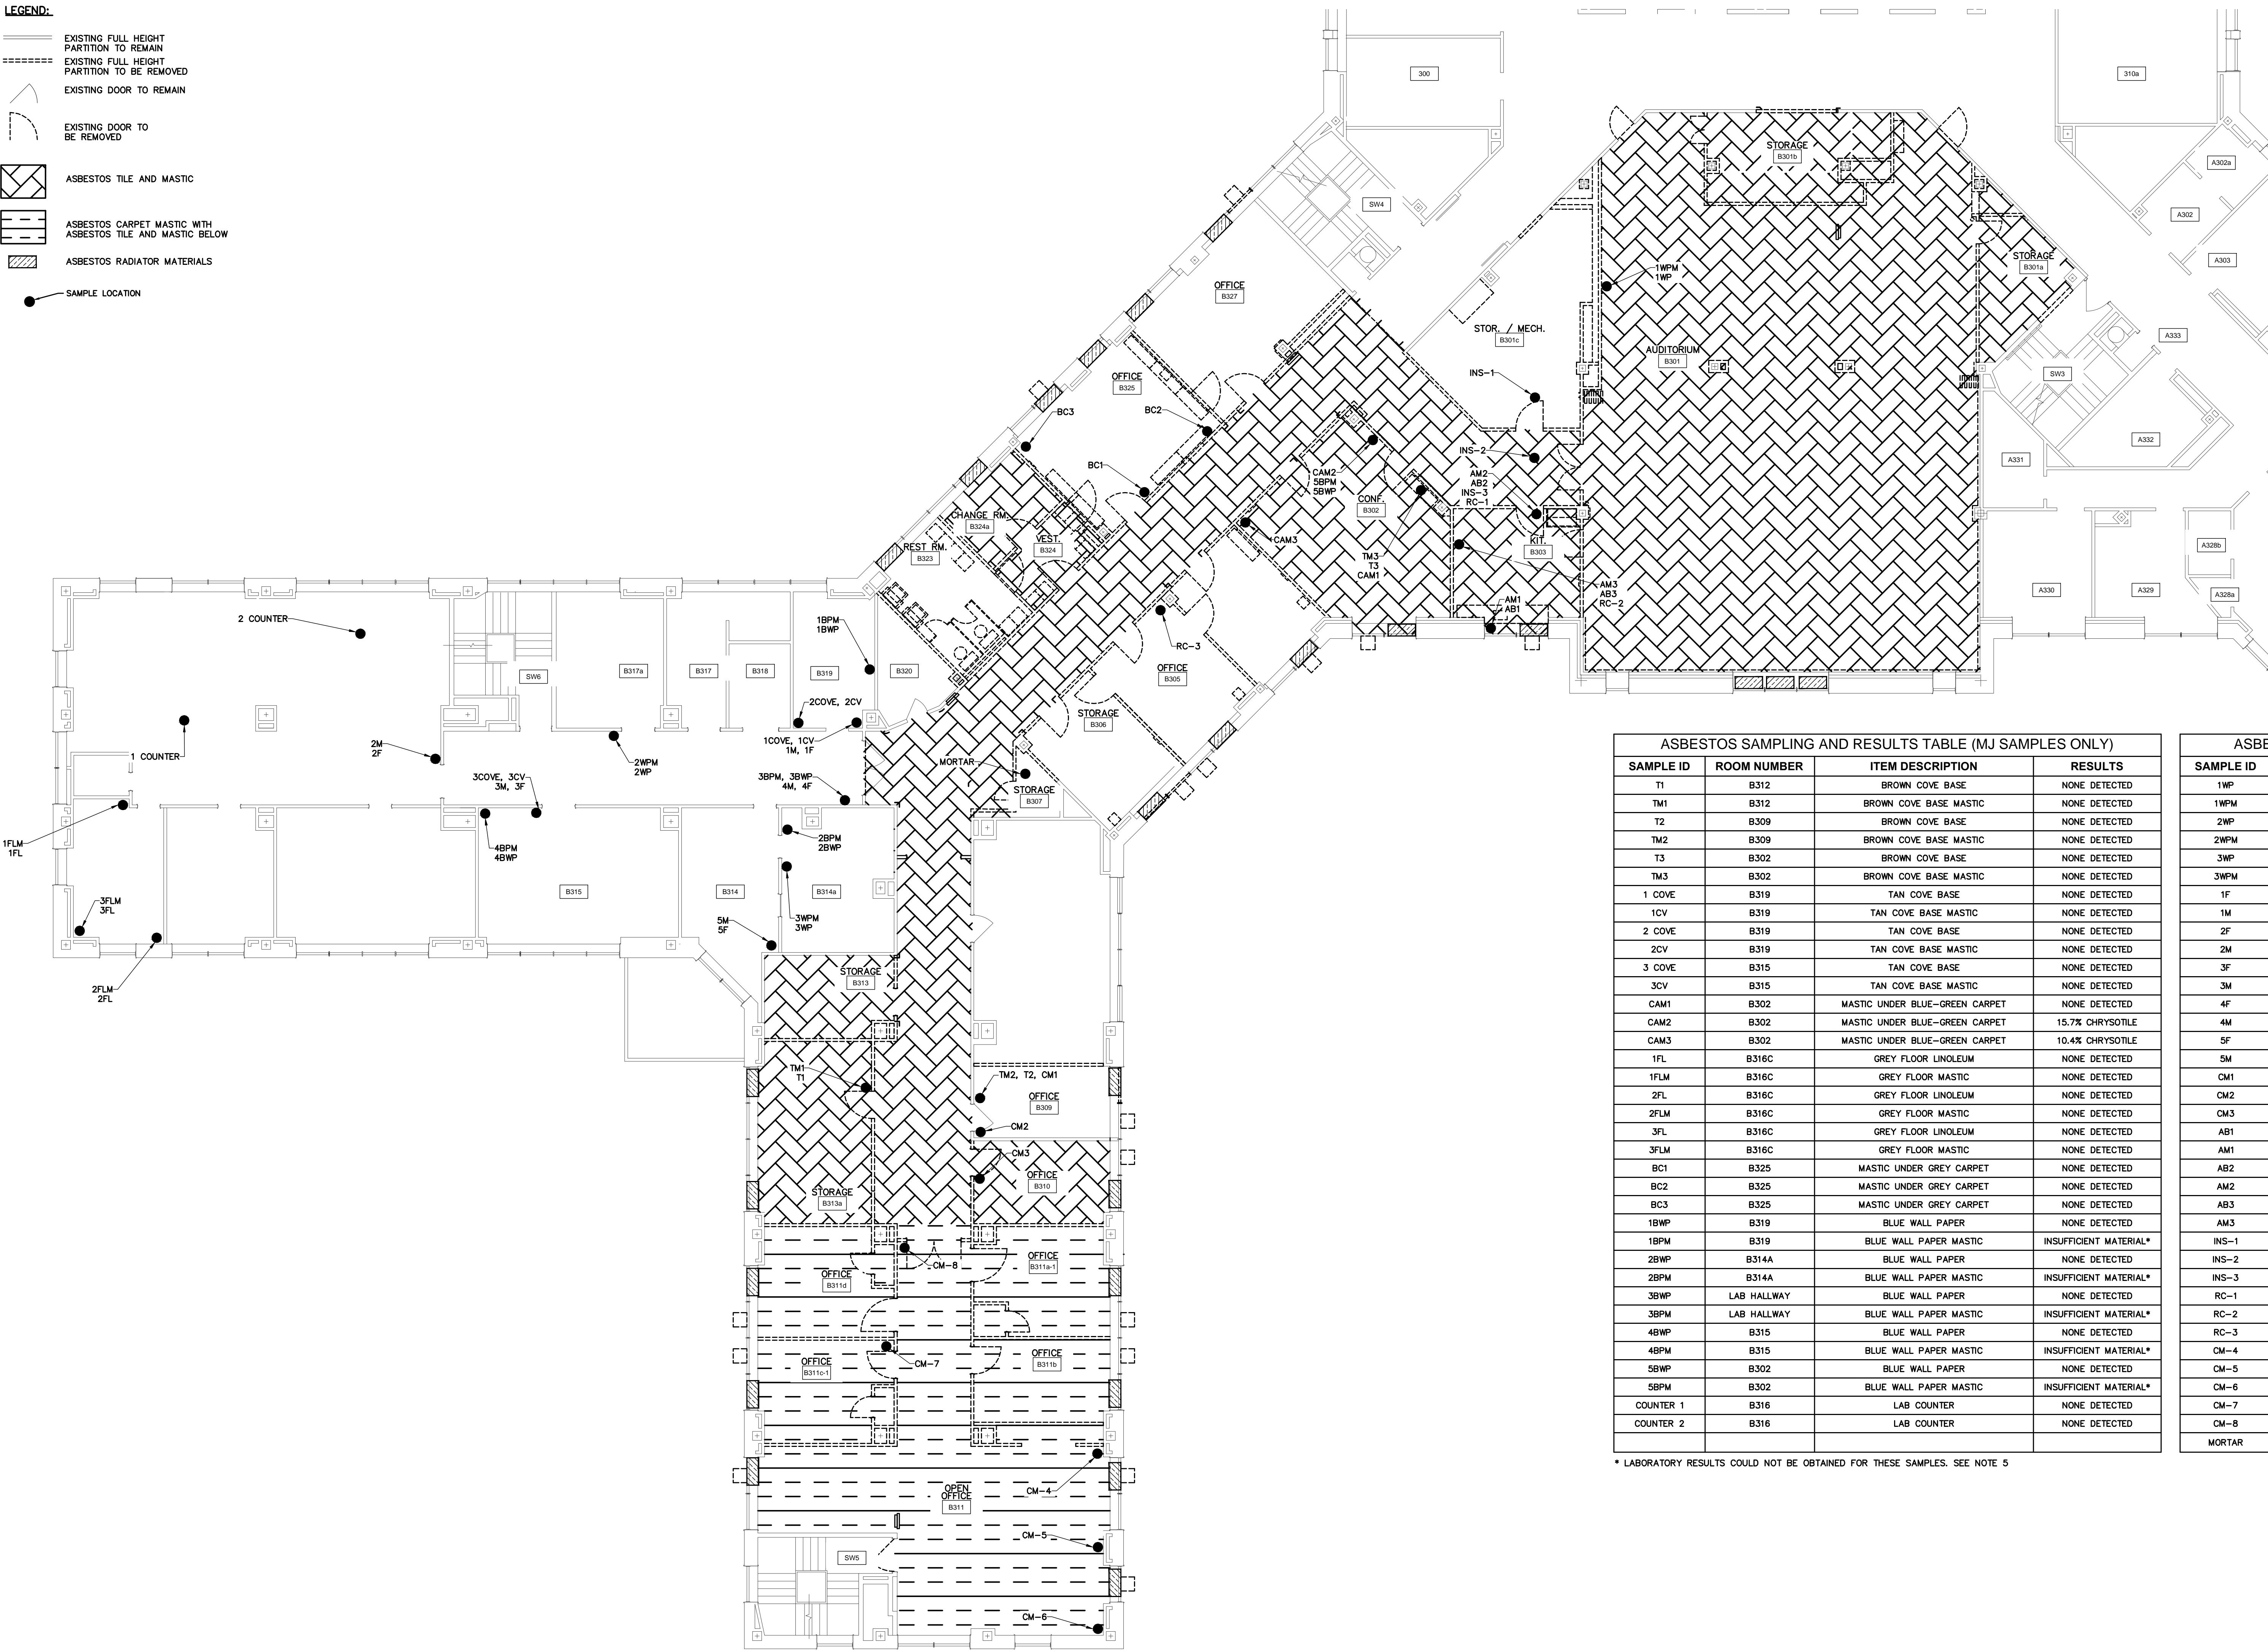 LEGEND:
EXISTING FULL HEIGHT
PARTITION TO REMAIN
EXISTING FULL HEIGHT
PARTITION TO BE REMOVED
EXISTING DOOR TO REMAIN
EXISTING DOOR TO
BE REMOVED
ASBESTOS TILE AND MASTIC
ASBESTOS CARPET MASTIC WITH
ASBESTOS TILE AND MASTIC BELOW
ASBESTOS RADIATOR MATERIALS
SAMPLE LOCATION
300
310a
SW4
STORAGE
B301b
A302a
A302
A303
STORAGE
B301a
1WPM
1WP
OFFICE
B327
STOR. / MECH.
B301c
AUDITORIUM
B301
A333
SW3
INS-1
OFFICE
B325
BC3
BC2
A332
A331
INS-2
BC1
CAM2
5BPM
5BWP
AM2
AB2
INS-3
RC-1
CONF.
B302
CHANGE RM.
B324a
VEST.
B324
REST RM.
B323
CAM3
KIT.
B303
TM3
T3
CAM1
A328b
A330
A329
A328a
AM3
AB3
RC-2
AM1
AB1
2 COUNTER
1BPM
1BWP
RC-3
SW6
B317a
B317
B318
B319
B320
OFFICE
B305
2COVE, 2CV
STORAGE
B306
1COVE, 1CV
1M, 1F
2M
2F
1 COUNTER
2WPM
2WP
MORTAR
3COVE, 3CV
3M, 3F
3BPM, 3BWP
4M, 4F
STORAGE
B307
1FLM
1FL
4BPM
4BWP
2BPM
2BWP
B315
B314
B314a
3FLM
3FL
5M
5F
3WPM
3WP
2FLM
2FL
STORAGE
B313
TM1
T1
TM2, T2, CM1
OFFICE
B309
CM2
CM3
OFFICE
B310
STORAGE
B313a
CM-8
OFFICE
B311a-1
OFFICE
B311d
OFFICE
B311b
OFFICE
B311c-1
CM-7
CM-4
OPEN
OFFICE
B311
CM-5
SW5
CM-6
ASBESTOS SAMPLING AND RESULTS TABLE (MJ SAMPLES ONLY)
SAMPLE ID ROOM NUMBER ITEM DESCRIPTION RESULTS
T1 B312 BROWN COVE BASE NONE DETECTED
TM1 B312 BROWN COVE BASE MASTIC NONE DETECTED
T2 B309 BROWN COVE BASE NONE DETECTED
TM2 B309 BROWN COVE BASE MASTIC NONE DETECTED
T3 B302 BROWN COVE BASE NONE DETECTED
TM3 B302 BROWN COVE BASE MASTIC NONE DETECTED
1 COVE B319 TAN COVE BASE NONE DETECTED
1CV B319 TAN COVE BASE MASTIC NONE DETECTED
2 COVE B319 TAN COVE BASE NONE DETECTED
2CV B319 TAN COVE BASE MASTIC NONE DETECTED
3 COVE B315 TAN COVE BASE NONE DETECTED
3CV B315 TAN COVE BASE MASTIC NONE DETECTED
CAM1 B302 MASTIC UNDER BLUE-GREEN CARPET NONE DETECTED
CAM2 B302 MASTIC UNDER BLUE-GREEN CARPET 15.7% CHRYSOTILE
CAM3 B302 MASTIC UNDER BLUE-GREEN CARPET 10.4% CHRYSOTILE
1FL B316C GREY FLOOR LINOLEUM NONE DETECTED
1FLM B316C GREY FLOOR MASTIC NONE DETECTED
2FL B316C GREY FLOOR LINOLEUM NONE DETECTED
2FLM B316C GREY FLOOR MASTIC NONE DETECTED
3FL B316C GREY FLOOR LINOLEUM NONE DETECTED
3FLM B316C GREY FLOOR MASTIC NONE DETECTED
BC1 B325 MASTIC UNDER GREY CARPET NONE DETECTED
BC2 B325 MASTIC UNDER GREY CARPET NONE DETECTED
BC3 B325 MASTIC UNDER GREY CARPET NONE DETECTED
1BWP B319 BLUE WALL PAPER NONE DETECTED
1BPM B319 BLUE WALL PAPER MASTIC INSUFFICIENT MATERIAL*
2BWP B314A BLUE WALL PAPER NONE DETECTED
2BPM B314A BLUE WALL PAPER MASTIC INSUFFICIENT MATERIAL*
3BWP LAB HALLWAY BLUE WALL PAPER NONE DETECTED
3BPM LAB HALLWAY BLUE WALL PAPER MASTIC INSUFFICIENT MATERIAL*
4BWP B315 BLUE WALL PAPER NONE DETECTED
4BPM B315 BLUE WALL PAPER MASTIC INSUFFICIENT MATERIAL*
5BWP B302 BLUE WALL PAPER NONE DETECTED
5BPM B302 BLUE WALL PAPER MASTIC INSUFFICIENT MATERIAL*
COUNTER 1 B316 LAB COUNTER NONE DETECTED
COUNTER 2 B316 LAB COUNTER NONE DETECTED
* LABORATORY RESULTS COULD NOT BE OBTAINED FOR THESE SAMPLES. SEE NOTE 5
ASBE
SAMPLE ID
1WP
1WPM
2WP
2WPM
3WP
3WPM
1F
1M
2F
2M
3F
3M
4F
4M
5F
5M
CM1
CM2
CM3
AB1
AM1
AB2
AM2
AB3
AM3
INS-1
INS-2
INS-3
RC-1
RC-2
RC-3
CM-4
CM-5
CM-6
CM-7
CM-8
MORTAR